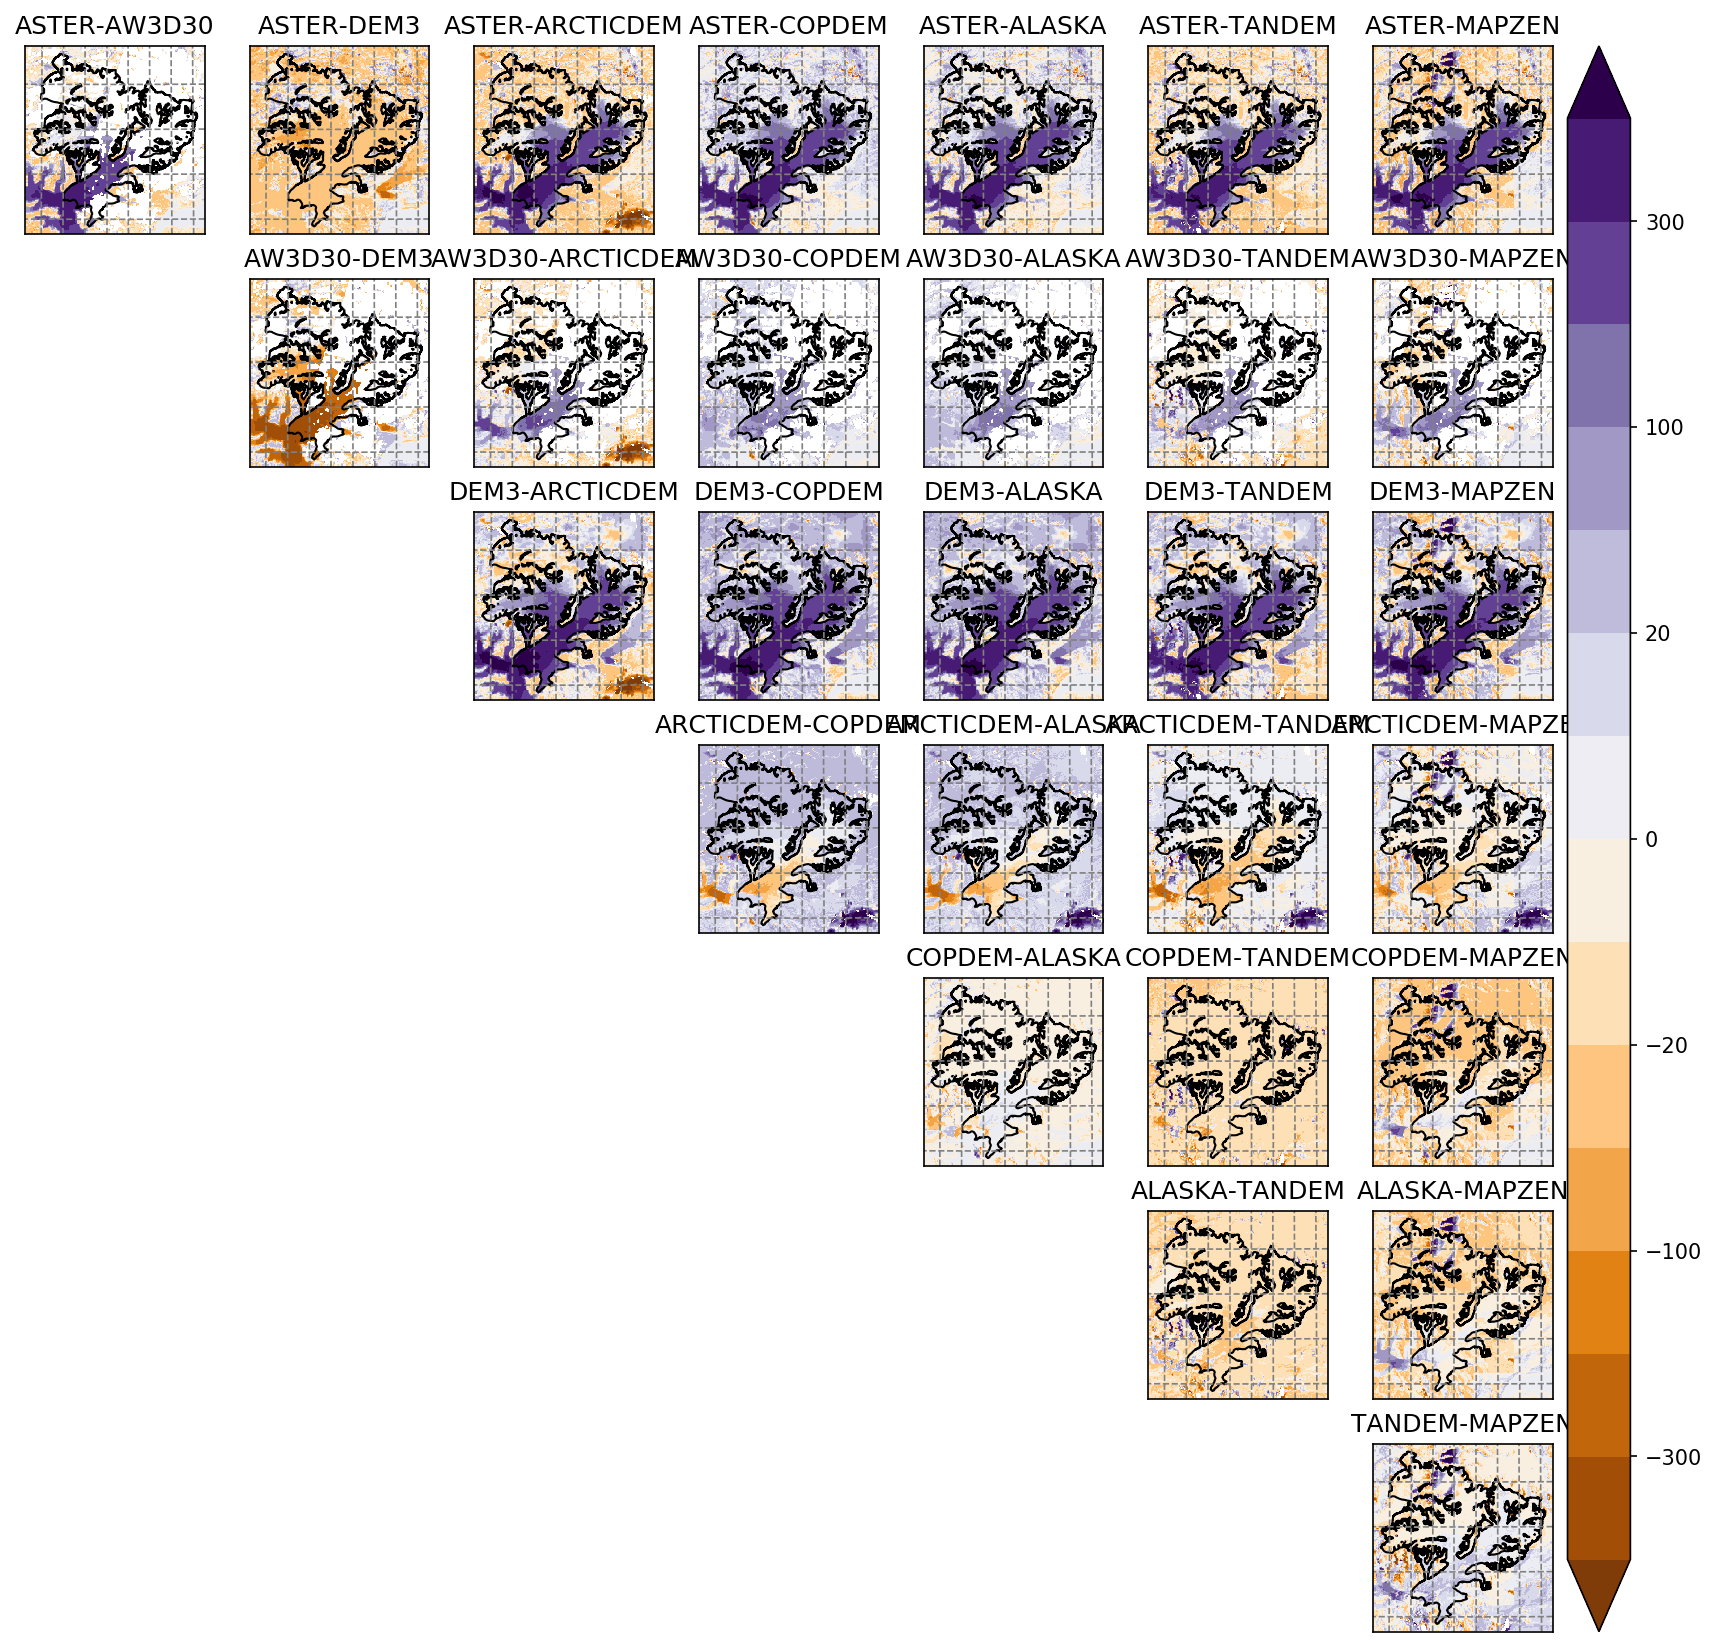 ASTER-AW3D30 ASTER-DEM3 ASTER-ARCTICDEM ASTER-COPDEM ASTER-ALASKA ASTER-TANDEM ASTER-MAPZEN
AW3D30-DEM3 AW3D30-ARCTICDEM AW3D30-COPDEM AW3D30-ALASKA AW3D30-TANDEM AW3D30-MAPZEN
DEM3-ARCTICDEM DEM3-COPDEM DEM3-ALASKA DEM3-TANDEM DEM3-MAPZEN
ARCTICDEM-COPDEM ARCTICDEM-ALASKA ARCTICDEM-TANDEM ARCTICDEM-MAPZE
COPDEM-ALASKA COPDEM-TANDEM COPDEM-MAPZEN
ALASKA-TANDEM ALASKA-MAPZEN
TANDEM-MAPZEN
300
100
20
0
−20
−100
−300